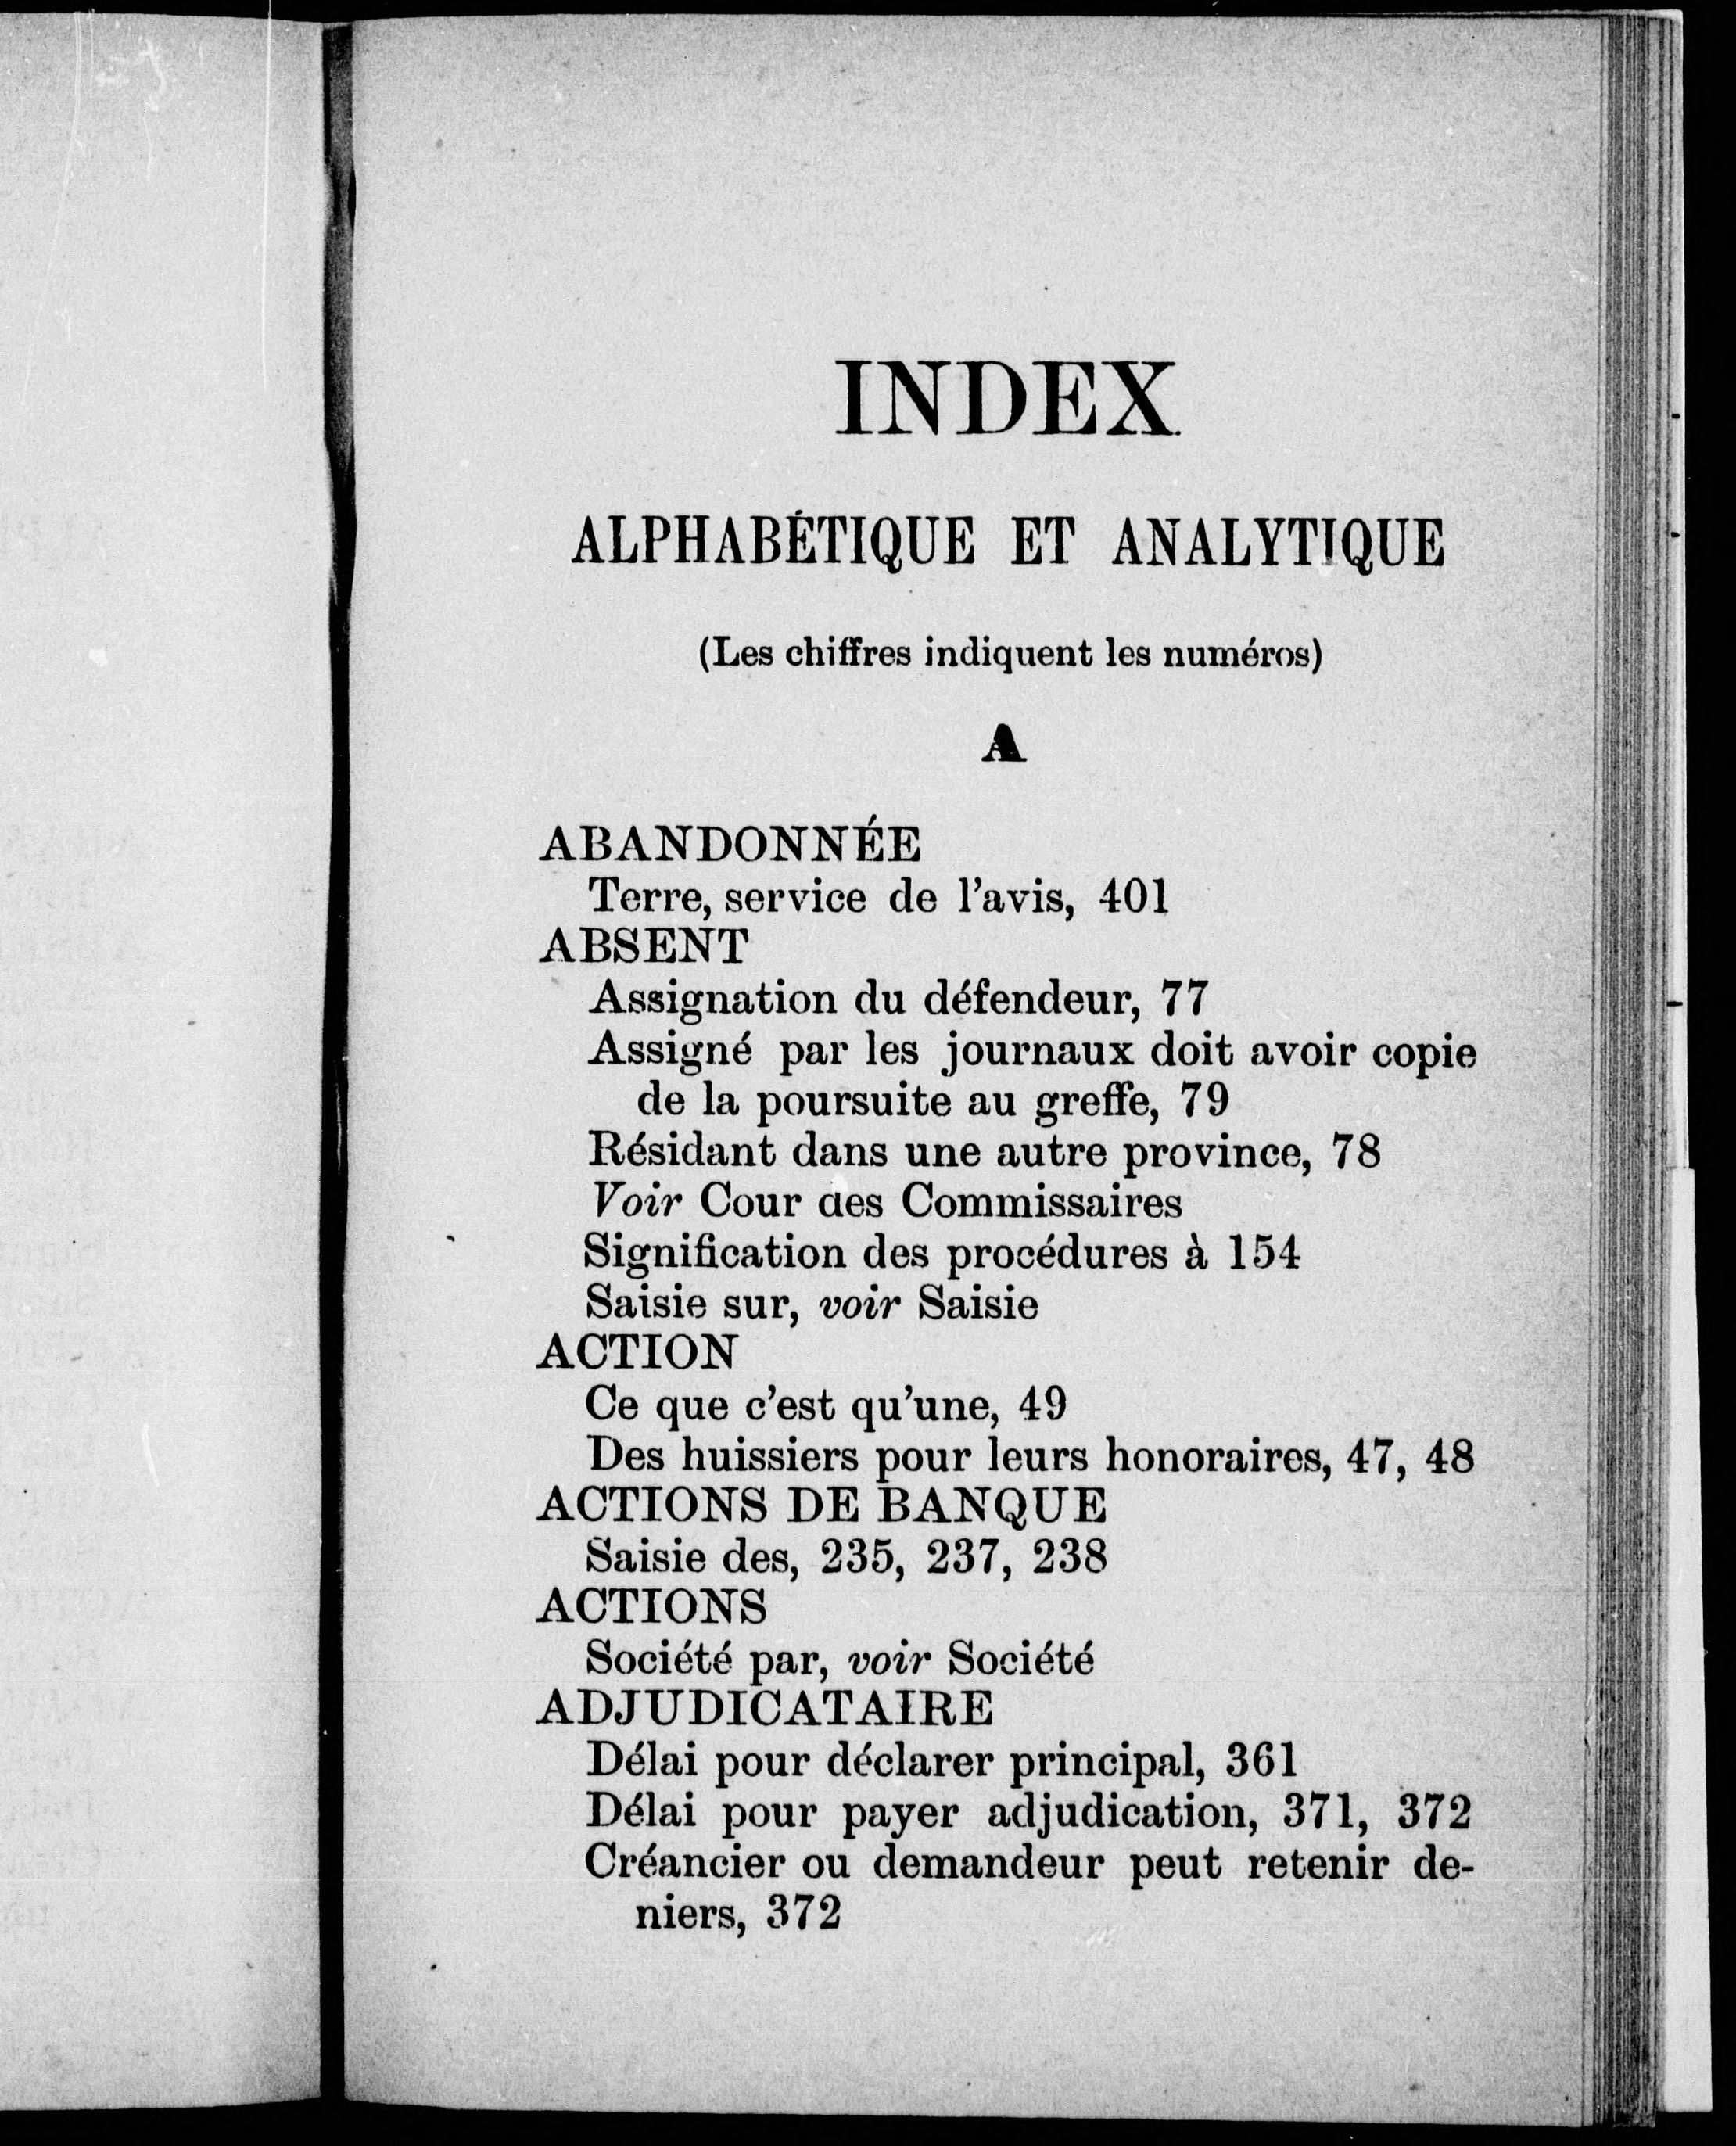 INDEX
ALPHABÉTIQUE ET ANALYTIQUE
(Les chiffres indiquent les numéros)
A
ABANDONNÉE
Terre, service de l'avis, 401
ABSENT
Assignation du défendeur, 77
Assigné par les journaux doit avoir copie
de la poursuite au greffe, 79
Résidant dans une autre province, 78
Voir Cour des Commissaires
Signification des procédures à 154
Saisie sur, voir Saisie
ACTION
Ce que c'est qu'une, 49
Des huissiers pour leurs honoraires, 47, 48
ACTIONS DE BANQUE
Saisie des, 235, 237, 238
ACTIONS
Société par, voir Société
ADJUDICATAIRE
Délai pour déclarer principal, 361
Délai pour payer adjudication, 371, 372
Créancier ou demandeur peut retenir de-
niers, 372